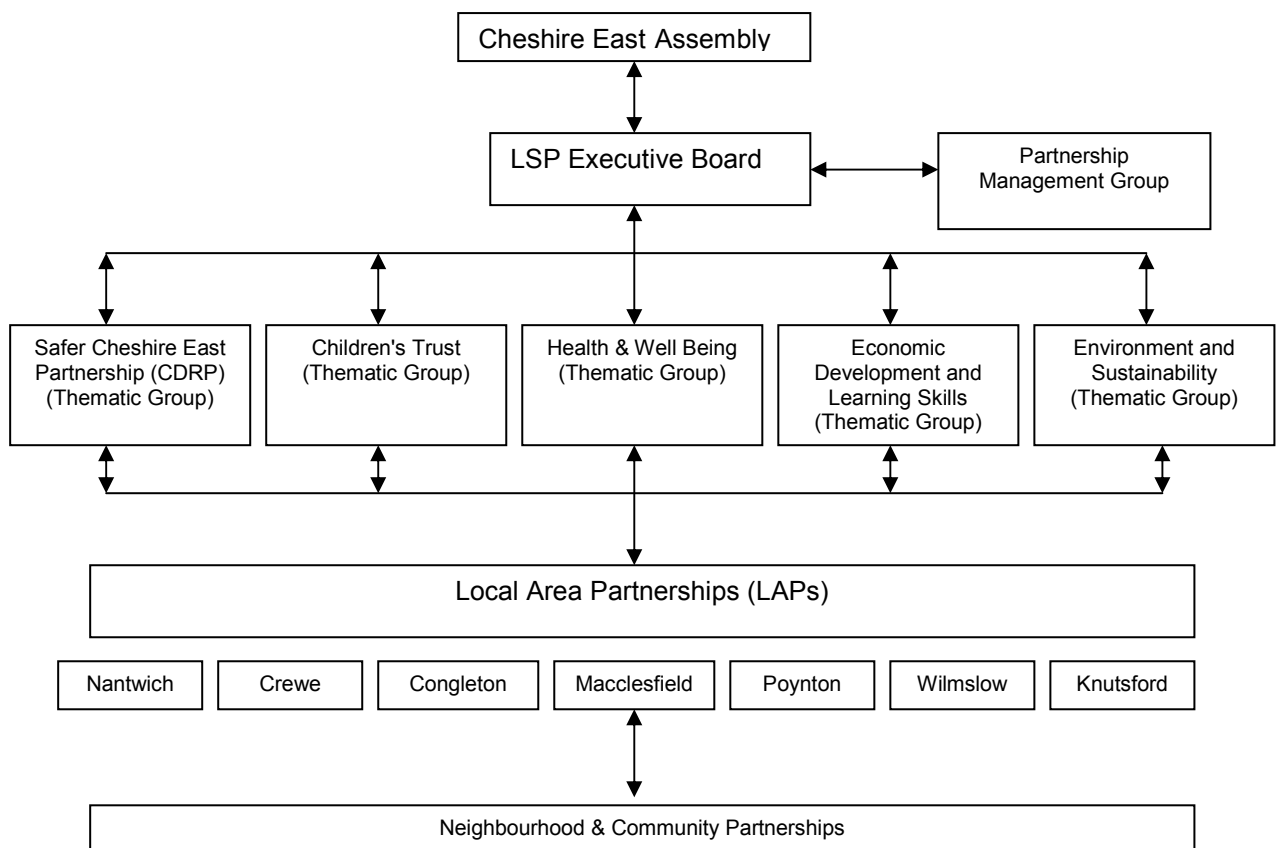 Cheshire East Assembly
LSP Executive Board
Partnership
Management Group
Safer Cheshire East
Partnership (CDRP)
(Thematic Group)
Children's Trust
(Thematic Group)
Health & Well Being
(Thematic Group)
Economic
Development and
Learning Skills
(Thematic Group)
Environment and
Sustainability
(Thematic Group)
Local Area Partnerships (LAPs)
Nantwich
Crewe
Congleton
Macclesfield
Poynton
Wilmslow
Knutsford
Neighbourhood & Community Partnerships